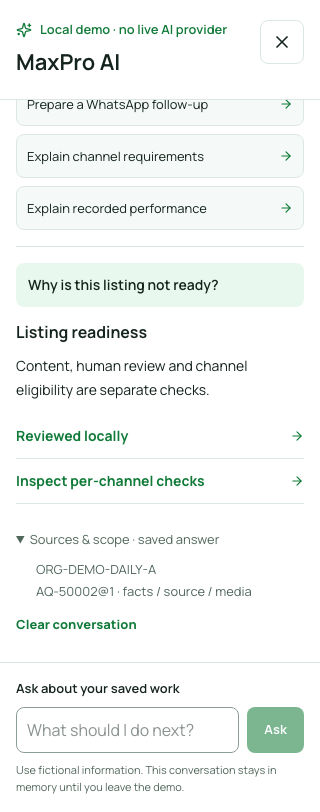 Local demo · no live AI provider
MaxPro AI
Prepare a WhatsApp follow-up
Explain channel requirements
Explain recorded performance
Why is this listing not ready?
Listing readiness
Content, human review and channel
eligibility are separate checks.
Reviewed locally
Inspect per-channel checks
Sources & scope · saved answer
ORG-DEMO-DAILY-A
AQ-50002@1 · facts / source / media
Clear conversation
Ask about your saved work
What should I do next?
Ask
Use fictional information. This conversation stays in
memory until you leave the demo.